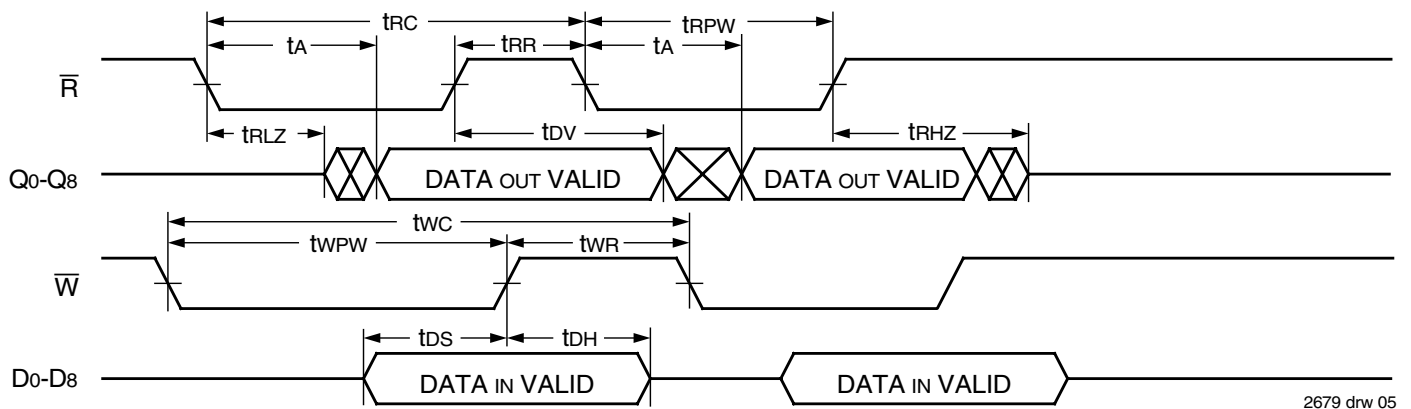 tRC tRPW
tA tRR tA
R̅
tRLZ tDV tRHZ
Q0-Q8 DATA OUT VALID DATA OUT VALID
tWC
tWPW tWR
W̅
tDS tDH
D0-D8 DATA IN VALID DATA IN VALID
2679 drw 05